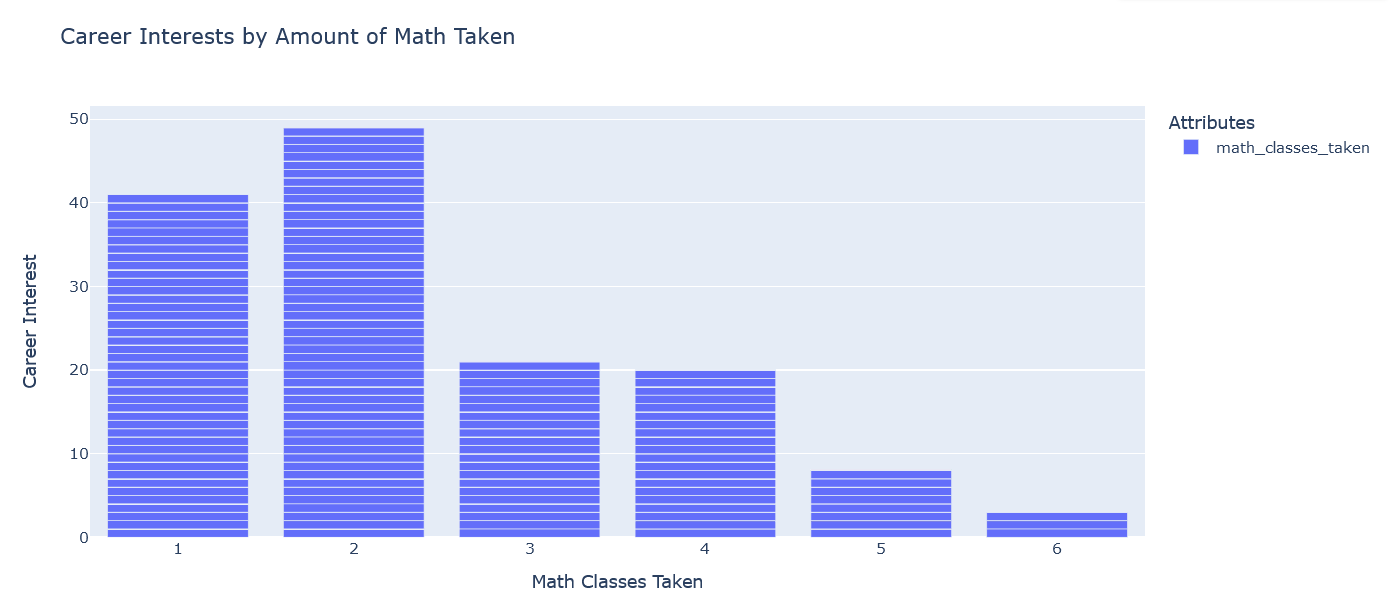 Career Interests by Amount of Math Taken
50
40
30
20
10
0
Career Interest
1 2 3 4 5 6
Math Classes Taken
Attributes
math_classes_taken